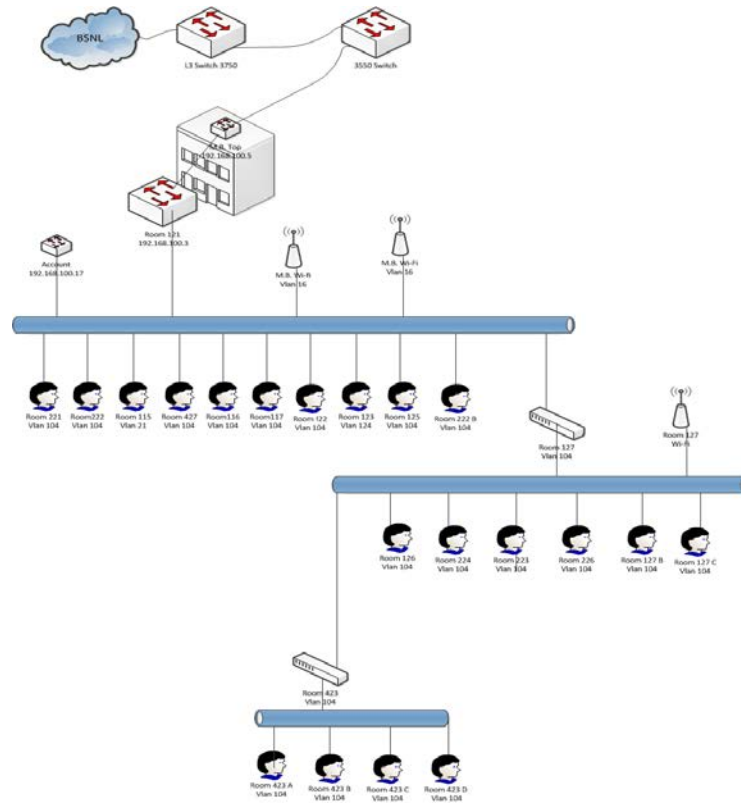 BSNL
L3 Switch 3750
3550 Switch
M.B. Top
192.168.100.5
Room 121
192.168.100.3
Account
192.168.100.17
M.B. Wi-fi
Vlan 16
M.B. Wi-Fi
Vlan 16
Room 221
Vlan 104
Room222
Vlan 104
Room 115
Vlan 21
Room 427
Vlan 104
Room116
Vlan 104
Room117
Vlan 104
Vlan 104
Room 123
Vlan 124
Room 125
Vlan 104
Room 222 B
Vlan 104
Room 127
Vlan 104
Room 127
Wi-Fi
Room 126
Vlan 104
Room 224
Vlan 104
Room 223
Vlan 104
Room 226
Vlan 104
Room 127 B
Vlan 104
Room 127 C
Vlan 104
Room 423
Vlan 104
Room 423 A
Vlan 104
Room 423 B
Vlan 104
Room 423 C
Vlan 104
Room 423 D
Vlan 104